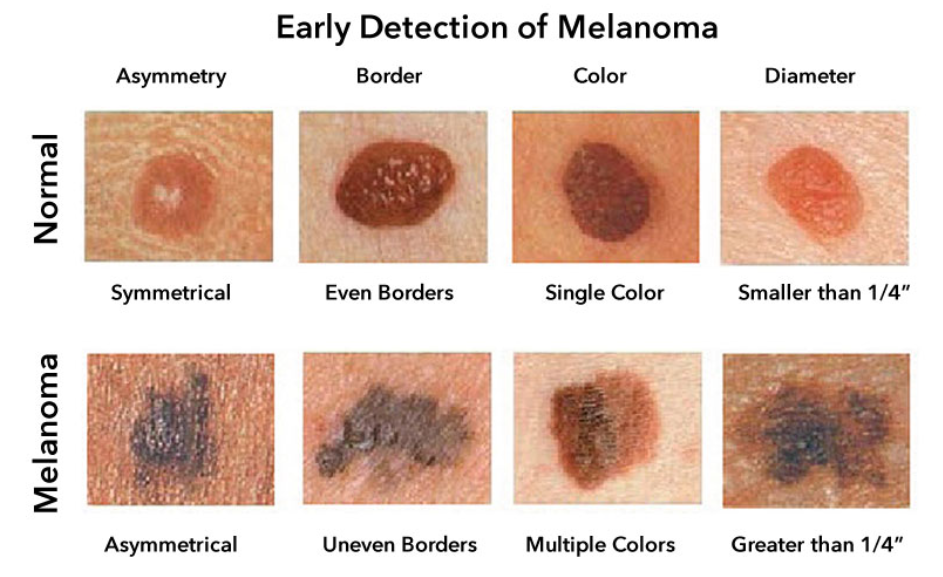 Early Detection of Melanoma
Asymmetry
Border
Color
Diameter
Normal
Symmetrical
Even Borders
Single Color
Smaller than 1/4”
Melanoma
Asymmetrical
Uneven Borders
Multiple Colors
Greater than 1/4”